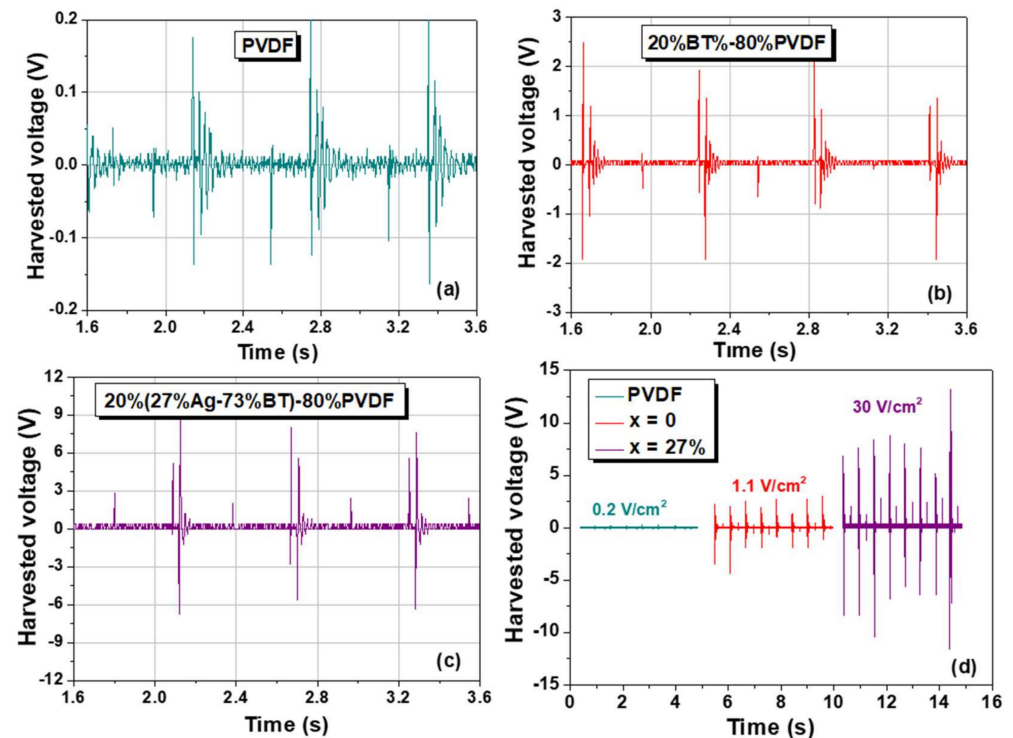 PVDF
0.2
0.1
0.0
-0.1
-0.2
Harvested voltage (V)
1.6 2.0 2.4 2.8 3.2 3.6
Time (s)
(a)
20%BT%-80%PVDF
3
2
1
0
-1
-2
-3
Harvested voltage (V)
1.6 2.0 2.4 2.8 3.2 3.6
Time (s)
(b)
20%(27%Ag-73%BT)-80%PVDF
12
9
6
3
0
-3
-6
-9
-12
Harvested voltage (V)
1.6 2.0 2.4 2.8 3.2 3.6
Time (s)
(c)
PVDF
x = 0
x = 27%
0.2 V/cm²
1.1 V/cm²
30 V/cm²
15
10
5
0
-5
-10
-15
Harvested voltage (V)
0 2 4 6 8 10 12 14 16
Time (s)
(d)